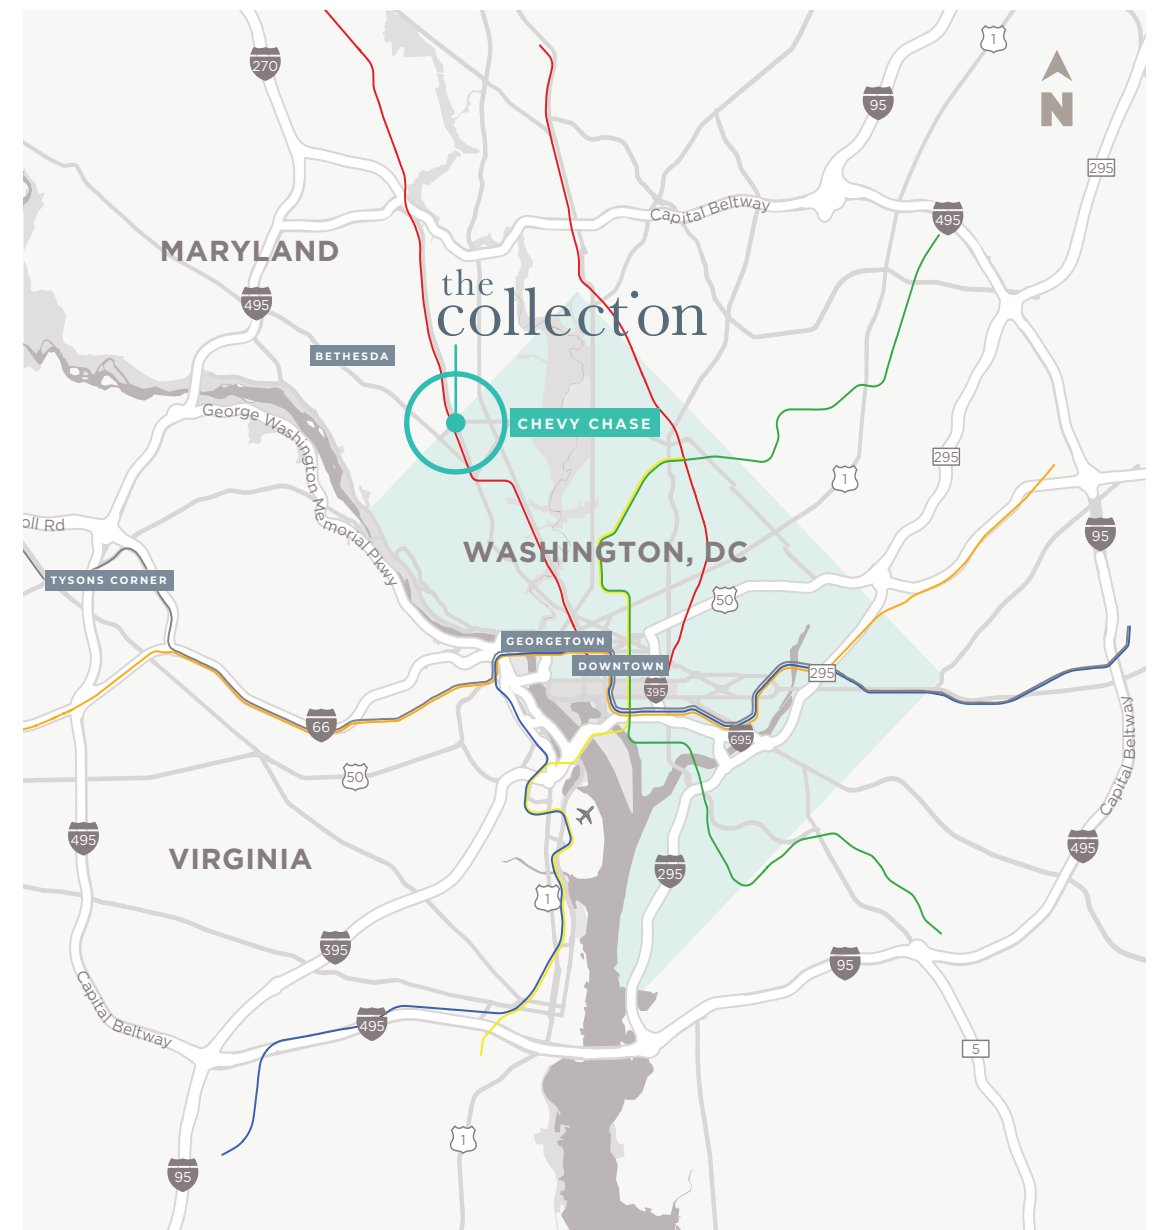 1
270
95
N
295
Capital Beltway
495
MARYLAND
495
the
collection
BETHESDA
George Washington Memorial Pkwy
CHEVY CHASE
295
1
oll Rd
95
WASHINGTON, DC
TYSONS CORNER
50
GEORGETOWN
DOWNTOWN
295
395
66
695
50
Capital Beltway
495
495
VIRGINIA
295
1
395
95
Capital Beltway
495
5
1
95